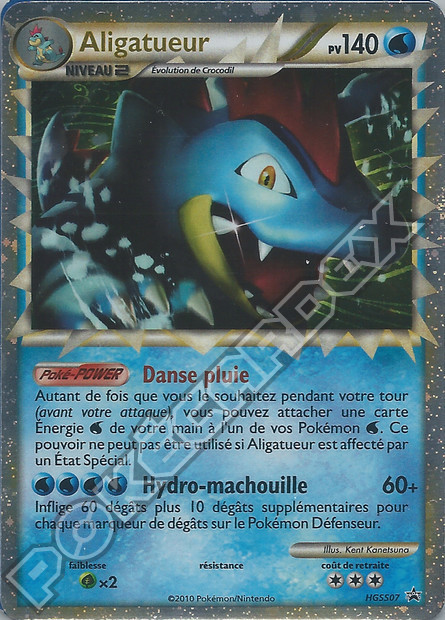 Aligatueur
PV140
NIVEAU 2
Évolution de Crocodil
Poké-POWER Danse pluie
Autant de fois que vous le souhaitez pendant votre tour
(avant votre attaque), vous pouvez attacher une carte
Énergie de votre main à l'un de vos Pokémon . Ce
pouvoir ne peut pas être utilisé si Aligatueur est affecté par
un État Spécial.
Hydro-machouille 60+
Inflige 60 dégâts plus 10 dégâts supplémentaires pour
chaque marqueur de dégâts sur le Pokémon Défenseur.
Illus. Kent Kanetsuna
faiblesse résistance coût de retraite
×2
©2010 Pokémon/Nintendo HGSS07
POKECARDEX